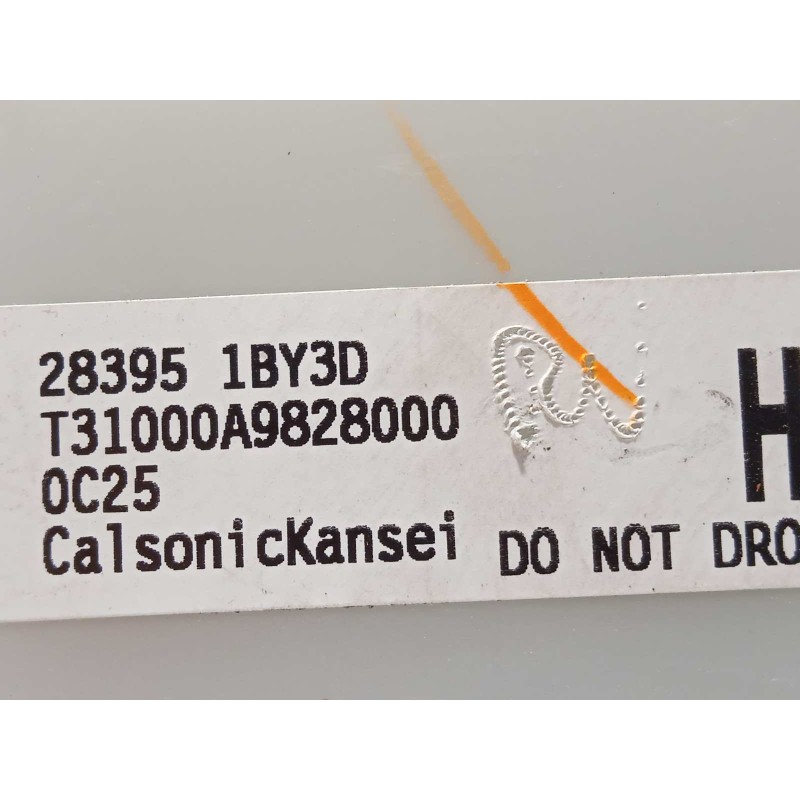 28395 1BY3D
T31000A9828000
0C25
CalsonicKansei
H
DO NOT DRO